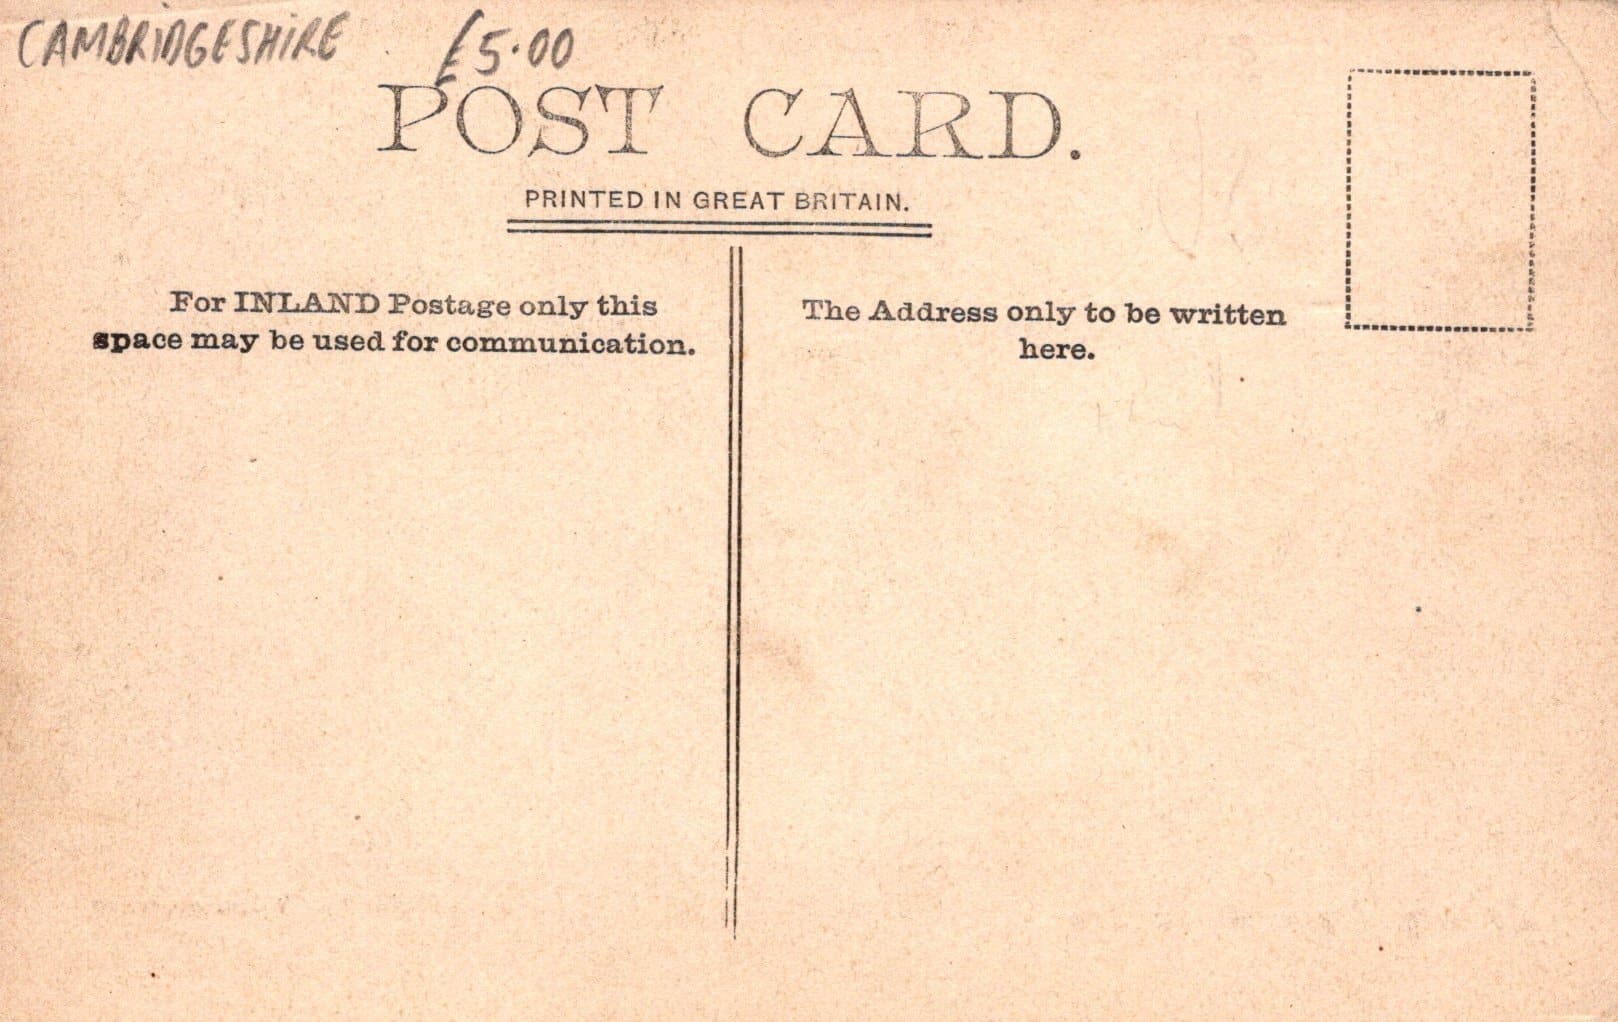 CAMBRIDGESHIRE £5.00
POST CARD.
PRINTED IN GREAT BRITAIN.
For INLAND Postage only this
space may be used for communication.
The Address only to be written
here.